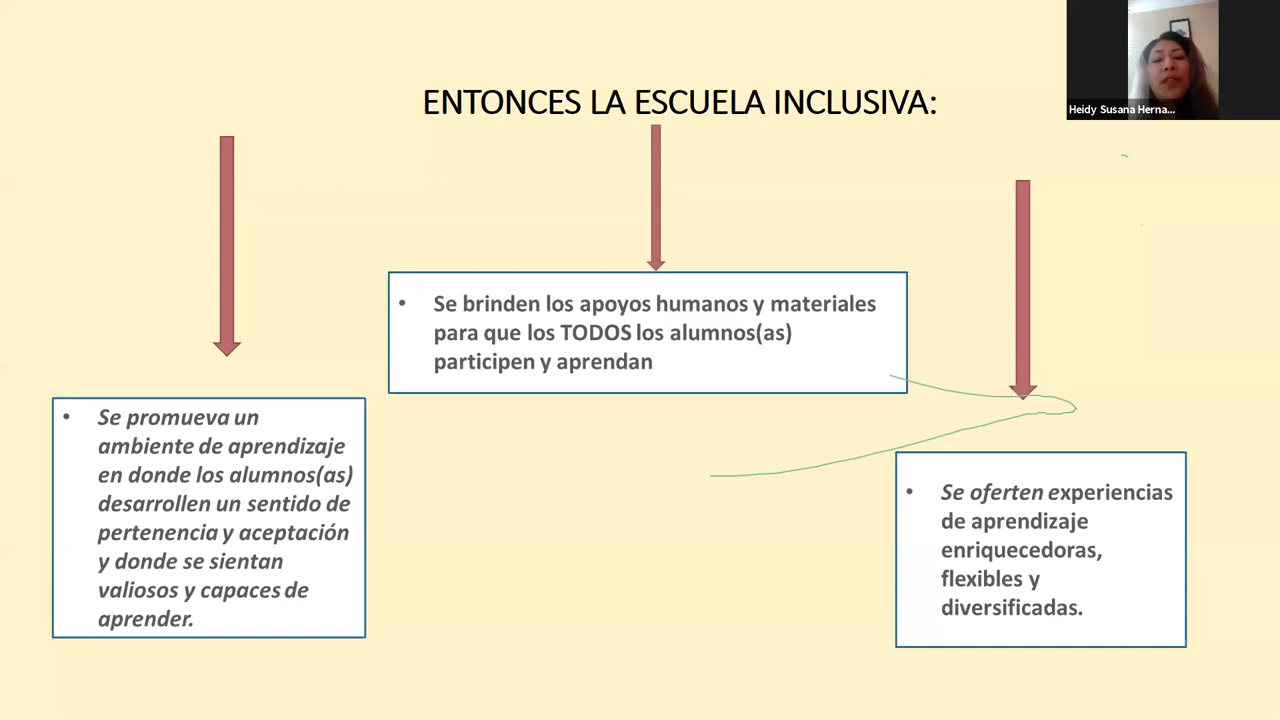 ENTONCES LA ESCUELA INCLUSIVA:
Heidy Susana Herna...
• Se brinden los apoyos humanos y materiales
para que los TODOS los alumnos(as)
participen y aprendan
• Se promueva un
ambiente de aprendizaje
en donde los alumnos(as)
desarrollen un sentido de
pertenencia y aceptación
y donde se sientan
valiosos y capaces de
aprender.
• Se oferten experiencias
de aprendizaje
enriquecedoras,
flexibles y
diversificadas.